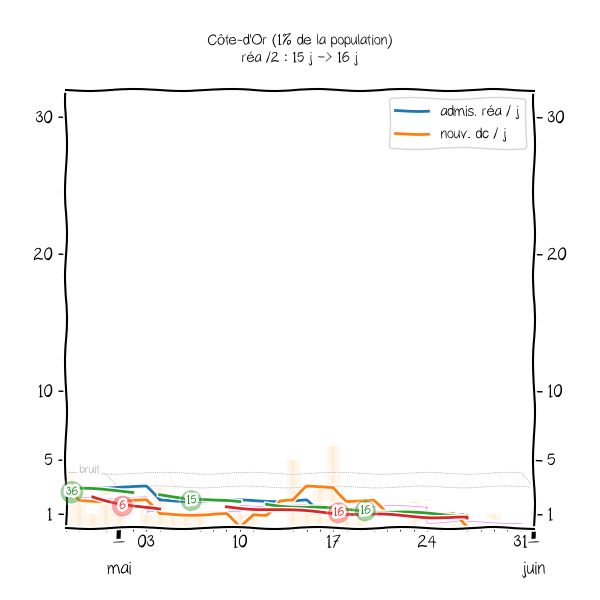 Côte-d'Or (1% de la population)
réa /2 : 15 j -> 16 j
admis. réa / j
nouv. dc / j
30
30
20
20
10
10
5
5
bruit
36
15
6
16
16
1
1
03
10
17
24
31
mai
juin